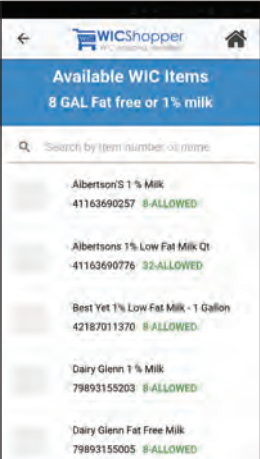 WICShopper
Available WIC Items
8 GAL Fat free or 1% milk
Search by item number or name
Albertson'S 1 % Milk
41163690257 8-ALLOWED
Albertsons 1% Low Fat Milk Qt
41163690776 32-ALLOWED
Best Yet 1% Low Fat Milk - 1 Gallon
42187011370 8-ALLOWED
Dairy Glenn 1 % Milk
79893155203 8-ALLOWED
Dairy Glenn Fat Free Milk
79893155005 8-ALLOWED